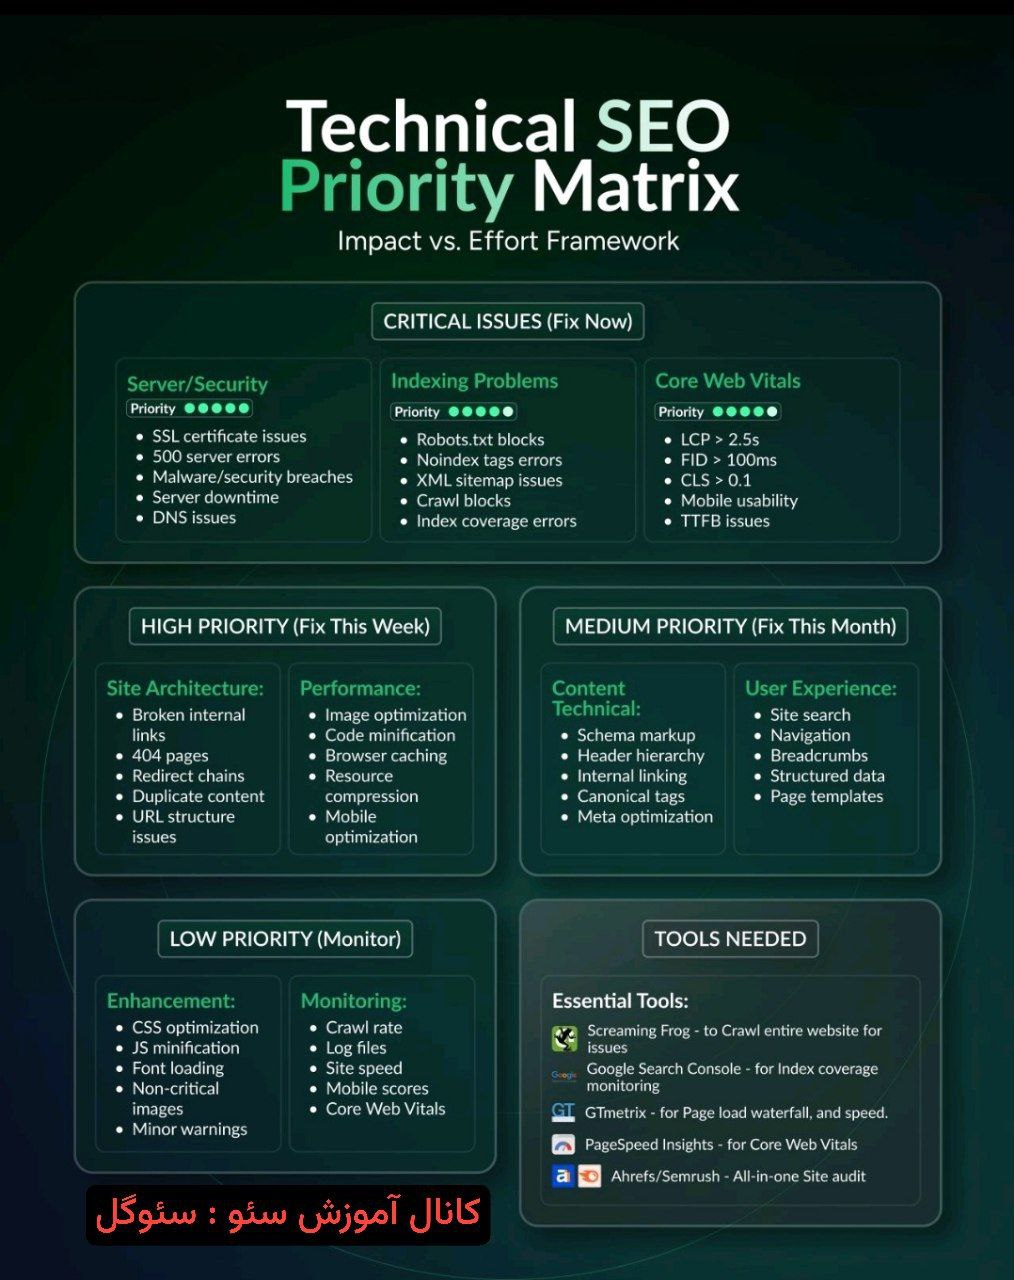 Technical SEO
Priority Matrix
Impact vs. Effort Framework
CRITICAL ISSUES (Fix Now)
Server/Security
Priority
• SSL certificate issues
• 500 server errors
• Malware/security breaches
• Server downtime
• DNS issues
Indexing Problems
Priority
• Robots.txt blocks
• Noindex tags errors
• XML sitemap issues
• Crawl blocks
• Index coverage errors
Core Web Vitals
Priority
• LCP > 2.5s
• FID > 100ms
• CLS > 0.1
• Mobile usability
• TTFB issues
HIGH PRIORITY (Fix This Week)
Site Architecture:
• Broken internal
links
• 404 pages
• Redirect chains
• Duplicate content
• URL structure
issues
Performance:
• Image optimization
• Code minification
• Browser caching
• Resource
compression
• Mobile
optimization
MEDIUM PRIORITY (Fix This Month)
Content
Technical:
• Schema markup
• Header hierarchy
• Internal linking
• Canonical tags
• Meta optimization
User Experience:
• Site search
• Navigation
• Breadcrumbs
• Structured data
• Page templates
LOW PRIORITY (Monitor)
Enhancement:
• CSS optimization
• JS minification
• Font loading
• Non-critical
images
• Minor warnings
Monitoring:
• Crawl rate
• Log files
• Site speed
• Mobile scores
• Core Web Vitals
TOOLS NEEDED
Essential Tools:
Screaming Frog - to Crawl entire website for
issues
Google
Google Search Console - for Index coverage
monitoring
GT
GTmetrix - for Page load waterfall, and speed.
PageSpeed Insights - for Core Web Vitals
a
Ahrefs/Semrush - All-in-one Site audit
کانال آموزش سئو : سئوگل